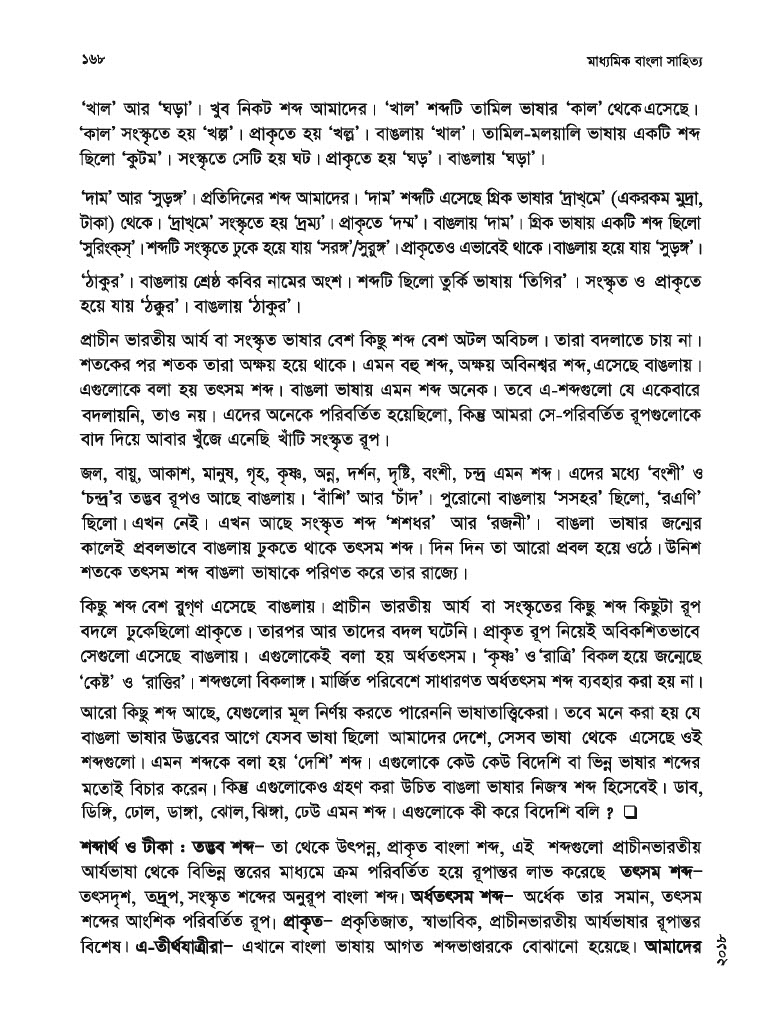 ১৬৮
মাধ্যমিক বাংলা সাহিত্য
‘খাল’ আর ‘ঘড়া’। খুব নিকট শব্দ আমাদের। ‘খাল’ শব্দটি তামিল ভাষার ‘কাল’ থেকে এসেছে।
‘কাল’ সংস্কৃতে হয় ‘খল্ল’। প্রাকৃতে হয় ‘খল্ল’। বাঙলায় ‘খাল’। তামিল-মলয়ালি ভাষায় একটি শব্দ
ছিলো ‘কুটম’। সংস্কৃতে সেটি হয় ঘট। প্রাকৃতে হয় ‘ঘড়’। বাঙলায় ‘ঘড়া’।
‘দাম’ আর ‘সুড়ঙ্গ’। প্রতিদিনের শব্দ আমাদের। ‘দাম’ শব্দটি এসেছে গ্রিক ভাষার ‘দ্রাখ্‌মে’ (একরকম মুদ্রা,
টাকা) থেকে। ‘দ্রাখ্‌মে’ সংস্কৃতে হয় ‘দ্রম্য’। প্রাকৃতে ‘দম্ম’। বাঙলায় ‘দাম’। গ্রিক ভাষায় একটি শব্দ ছিলো
‘সুরিংক্‌স্’। শব্দটি সংস্কৃতে ঢুকে হয়ে যায় ‘সরঙ্গ’/সুরুঙ্গ’। প্রাকৃতেও এভাবেই থাকে। বাঙলায় হয়ে যায় ‘সুড়ঙ্গ’।
‘ঠাকুর’। বাঙলায় শ্রেষ্ঠ কবির নামের অংশ। শব্দটি ছিলো তুর্কি ভাষায় ‘তিগির’। সংস্কৃত ও প্রাকৃতে
হয়ে যায় ‘ঠক্কুর’। বাঙলায় ‘ঠাকুর’।
প্রাচীন ভারতীয় আর্য বা সংস্কৃত ভাষার বেশ কিছু শব্দ বেশ অটল অবিচল। তারা বদলাতে চায় না।
শতকের পর শতক তারা অক্ষয় হয়ে থাকে। এমন বহু শব্দ, অক্ষয় অবিনশ্বর শব্দ, এসেছে বাঙলায়।
এগুলোকে বলা হয় তৎসম শব্দ। বাঙলা ভাষায় এমন শব্দ অনেক। তবে এ-শব্দগুলো যে একেবারে
বদলায়নি, তাও নয়। এদের অনেকে পরিবর্তিত হয়েছিলো, কিন্তু আমরা সে-পরিবর্তিত রূপগুলোকে
বাদ দিয়ে আবার খুঁজে এনেছি খাঁটি সংস্কৃত রূপ।
জল, বায়ু, আকাশ, মানুষ, গৃহ, কৃষ্ণ, অন্ন, দর্শন, দৃষ্টি, বংশী, চন্দ্র এমন শব্দ। এদের মধ্যে ‘বংশী’ ও
‘চন্দ্র’র তদ্ভব রূপও আছে বাঙলায়। ‘বাঁশি’ আর ‘চাঁদ’। পুরোনো বাঙলায় ‘সসহর’ ছিলো, ‘রএণি’
ছিলো। এখন নেই। এখন আছে সংস্কৃত শব্দ ‘শশধর’ আর ‘রজনী’। বাঙলা ভাষার জন্মের
কালেই প্রবলভাবে বাঙলায় ঢুকতে থাকে তৎসম শব্দ। দিন দিন তা আরো প্রবল হয়ে ওঠে। উনিশ
শতকে তৎসম শব্দ বাঙলা ভাষাকে পরিণত করে তার রাজ্যে।
কিছু শব্দ বেশ রুগ্‌ণ এসেছে বাঙলায়। প্রাচীন ভারতীয় আর্য বা সংস্কৃতের কিছু শব্দ কিছুটা রূপ
বদলে ঢুকেছিলো প্রাকৃতে। তারপর আর তাদের বদল ঘটেনি। প্রাকৃত রূপ নিয়েই অবিকশিতভাবে
সেগুলো এসেছে বাঙলায়। এগুলোকেই বলা হয় অর্ধতৎসম। ‘কৃষ্ণ’ ও ‘রাত্রি’ বিকল হয়ে জন্মেছে
‘কেষ্ট’ ও ‘রাত্তির’। শব্দগুলো বিকলাঙ্গ। মার্জিত পরিবেশে সাধারণত অর্ধতৎসম শব্দ ব্যবহার করা হয় না।
আরো কিছু শব্দ আছে, যেগুলোর মূল নির্ণয় করতে পারেননি ভাষাতাত্ত্বিকেরা। তবে মনে করা হয় যে
বাঙলা ভাষার উদ্ভবের আগে যেসব ভাষা ছিলো আমাদের দেশে, সেসব ভাষা থেকে এসেছে ওই
শব্দগুলো। এমন শব্দকে বলা হয় ‘দেশি’ শব্দ। এগুলোকে কেউ কেউ বিদেশি বা ভিন্ন ভাষার শব্দের
মতোই বিচার করেন। কিন্তু এগুলোকেও গ্রহণ করা উচিত বাঙলা ভাষার নিজস্ব শব্দ হিসেবেই। ডাব,
ডিঙ্গি, ঢোল, ডাঙ্গা, ঝোল, ঝিঙ্গা, ঢেউ এমন শব্দ। এগুলোকে কী করে বিদেশি বলি ? ❑
শব্দার্থ ও টীকা : তদ্ভব শব্দ– তা থেকে উৎপন্ন, প্রাকৃত বাংলা শব্দ, এই শব্দগুলো প্রাচীনভারতীয়
আর্যভাষা থেকে বিভিন্ন স্তরের মাধ্যমে ক্রম পরিবর্তিত হয়ে রূপান্তর লাভ করেছে তৎসম শব্দ–
তৎসদৃশ, তদ্রূপ, সংস্কৃত শব্দের অনুরূপ বাংলা শব্দ। অর্ধতৎসম শব্দ– অর্ধেক তার সমান, তৎসম
শব্দের আংশিক পরিবর্তিত রূপ। প্রাকৃত– প্রকৃতিজাত, স্বাভাবিক, প্রাচীনভারতীয় আর্যভাষার রূপান্তর
বিশেষ। এ-তীর্থযাত্রীরা– এখানে বাংলা ভাষায় আগত শব্দভাণ্ডারকে বোঝানো হয়েছে। আমাদের
২০১৮